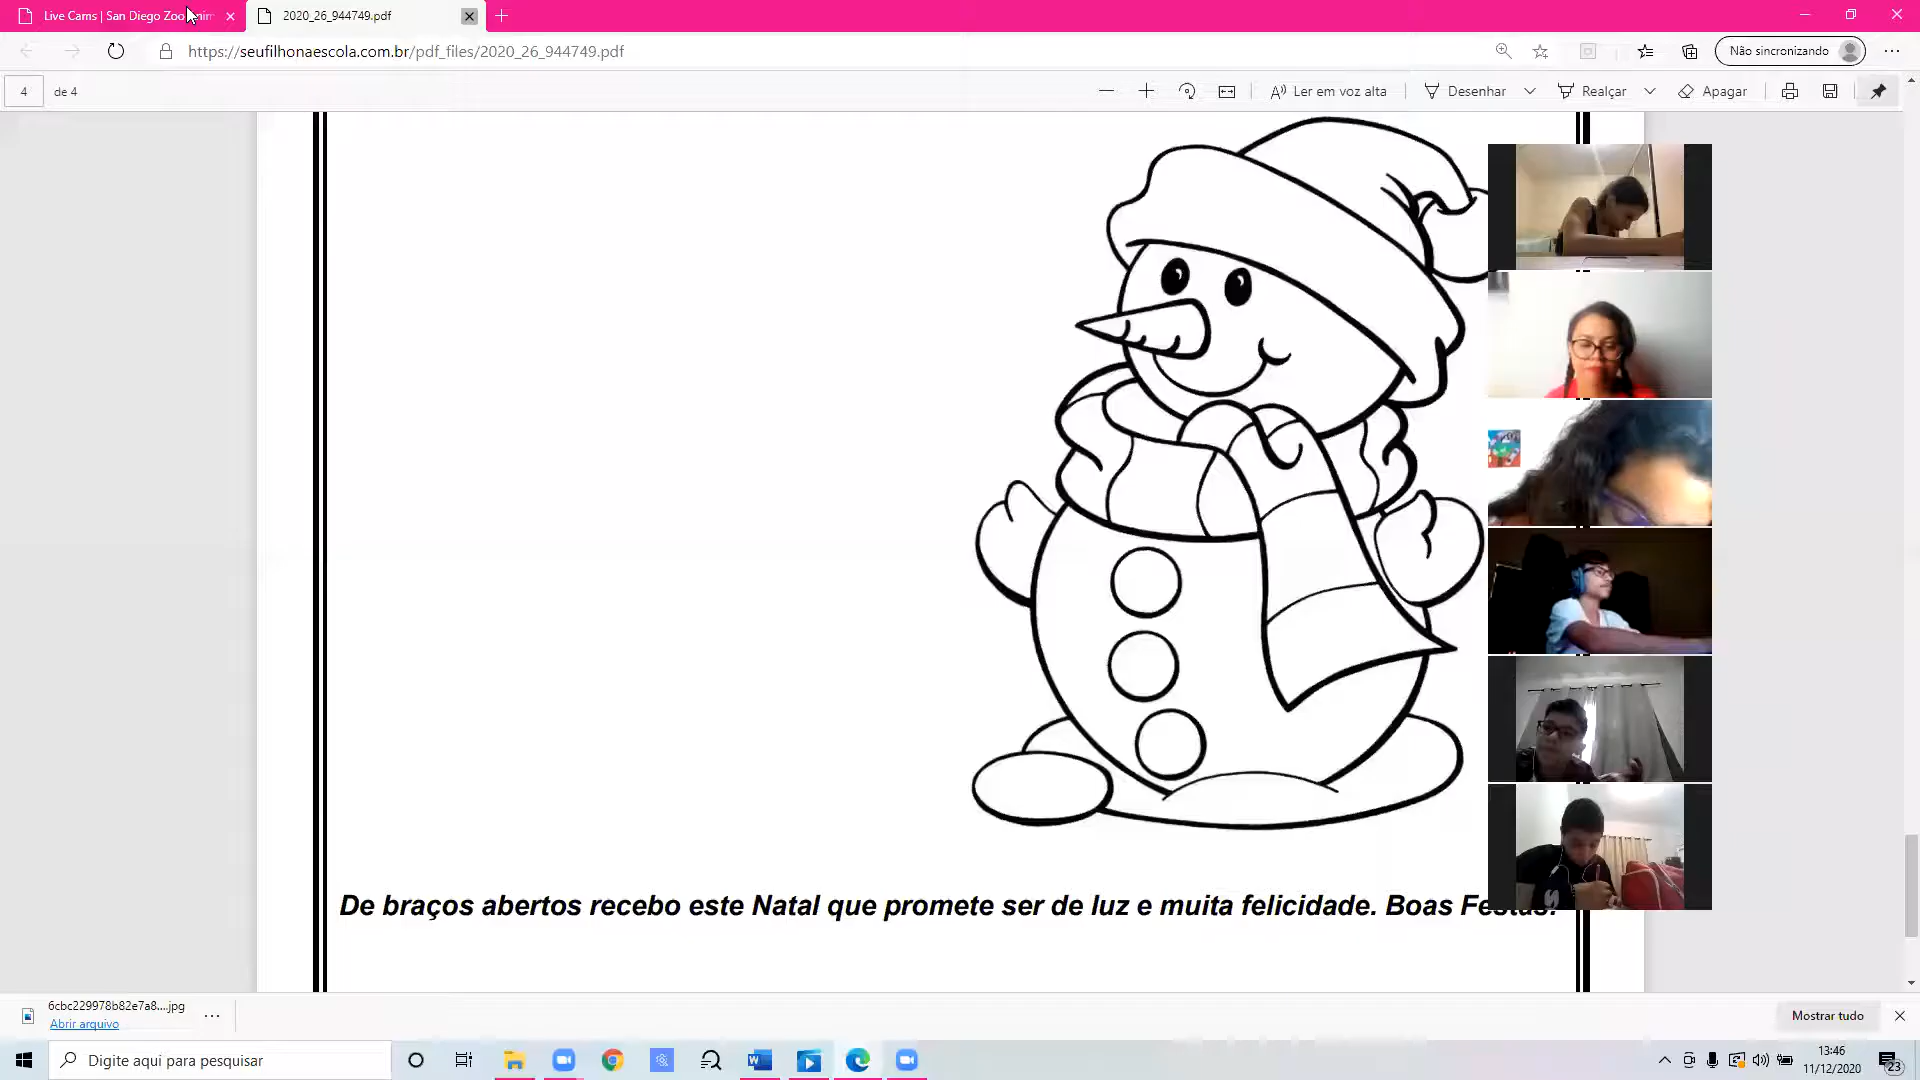 Live Cams | San Diego Zoo
2020_26_944749.pdf
https://seufilhonaescola.com.br/pdf_files/2020_26_944749.pdf
Não sincronizando
4 de 4
Ler em voz alta
Desenhar
Realçar
Apagar
De braços abertos recebo este Natal que promete ser de luz e muita felicidade. Boas Festas!
6cbc229978b82e7a8....jpg
Abrir arquivo
Mostrar tudo
Digite aqui para pesquisar
13:46
11/12/2020
23